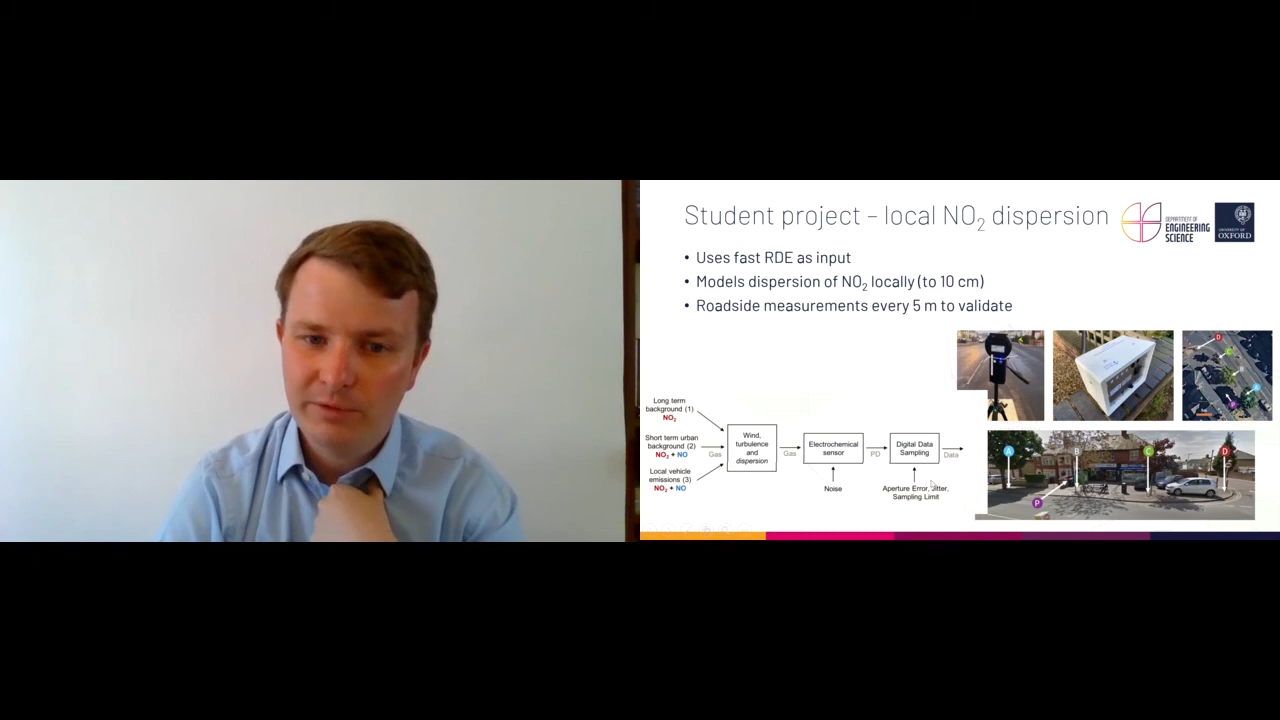 Student project – local NO₂ dispersion
DEPARTMENT OF
ENGINEERING
SCIENCE
UNIVERSITY OF
OXFORD
• Uses fast RDE as input
• Models dispersion of NO₂ locally (to 10 cm)
• Roadside measurements every 5 m to validate
Long term
background (1)
NO₂
Short term urban
background (2)
NO₂ + NO
Local vehicle
emissions (3)
NO₂ + NO
Gas
Wind,
turbulence
and
dispersion
Gas
Electrochemical
sensor
Noise
PD
Digital Data
Sampling
Aperture Error, Jitter,
Sampling Limit
Data
D
C
B
A
P
A
B
C
D
P